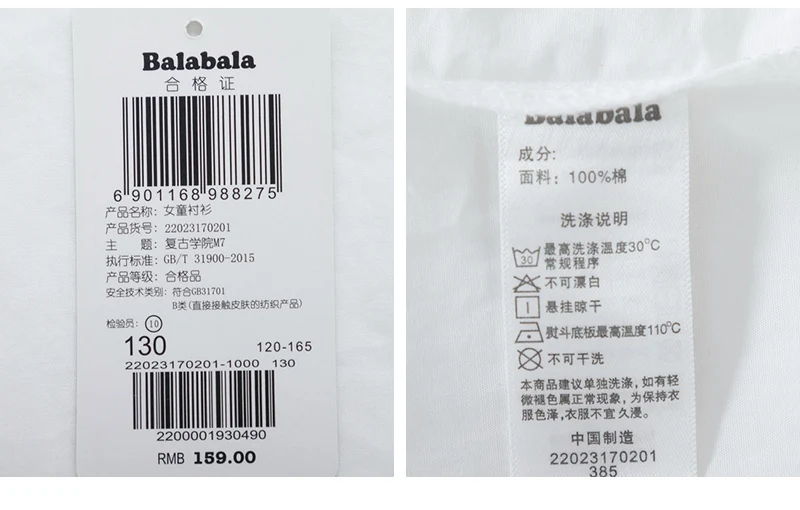 Balabala
合格证
6 901168 988275
产品名称: 女童衬衫
产品货号: 22023170201
主 题: 复古学院M7
执行标准: GB/T 31900-2015
产品等级: 合格品
安全技术类别: 符合GB31701
B类(直接接触皮肤的纺织产品)
检验员: 10
130 120-165
22023170201-1000 130
2200001930490
RMB 159.00
Balabala
成分:
面料: 100%棉
洗涤说明
30
最高洗涤温度30°C
常规程序
不可漂白
悬挂晾干
熨斗底板最高温度110°C
不可干洗
本商品建议单独洗涤,如有轻
微褪色属正常现象,为保持衣
服色泽,衣服不宜久浸。
中国制造
22023170201
385